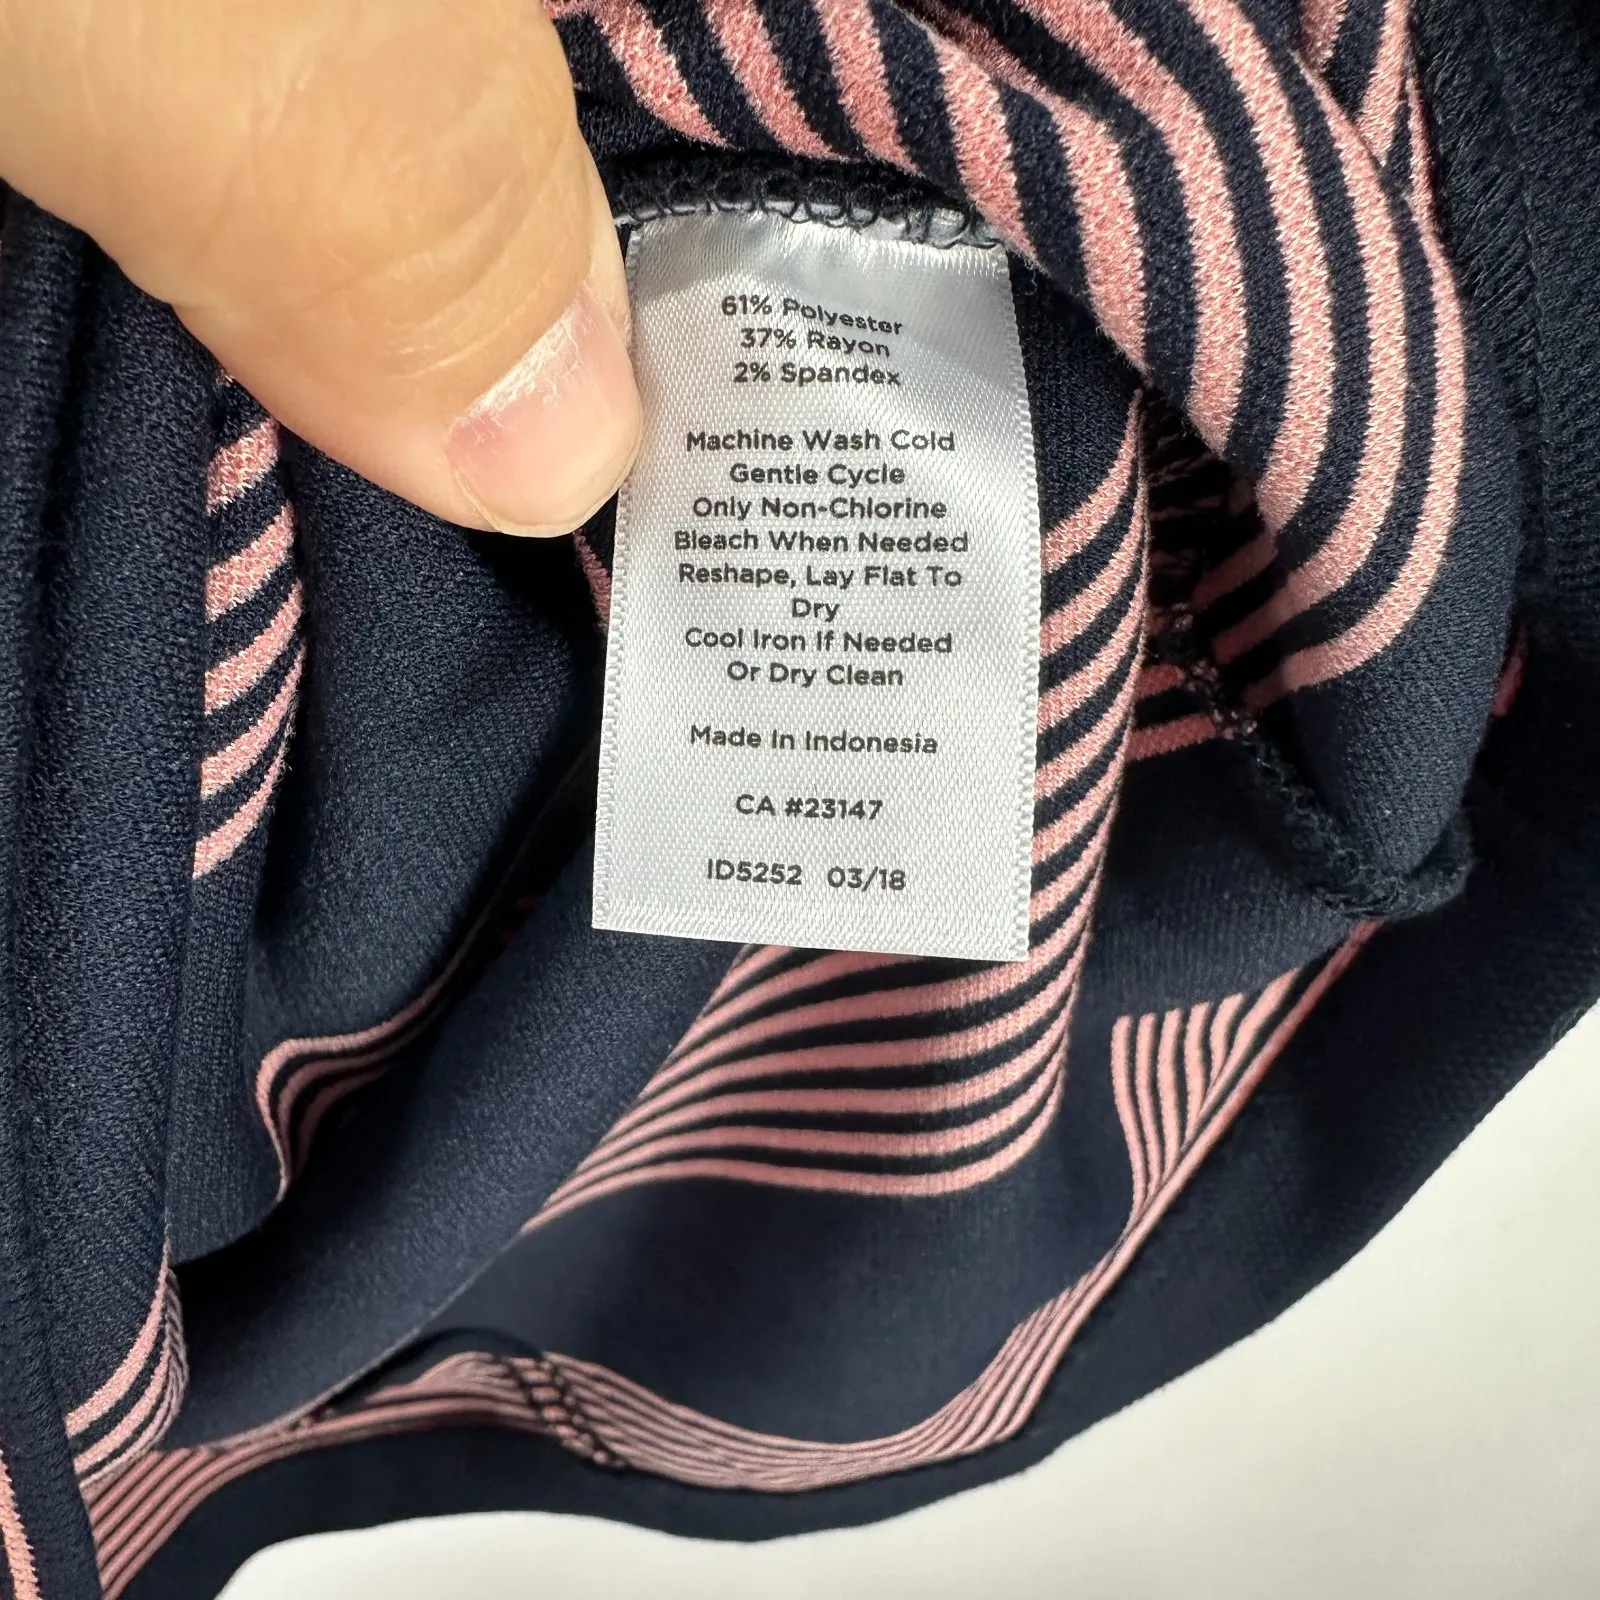 61% Polyester
37% Rayon
2% Spandex
Machine Wash Cold
Gentle Cycle
Only Non-Chlorine
Bleach When Needed
Reshape, Lay Flat To
Dry
Cool Iron If Needed
Or Dry Clean
Made In Indonesia
CA #23147
ID5252 03/18